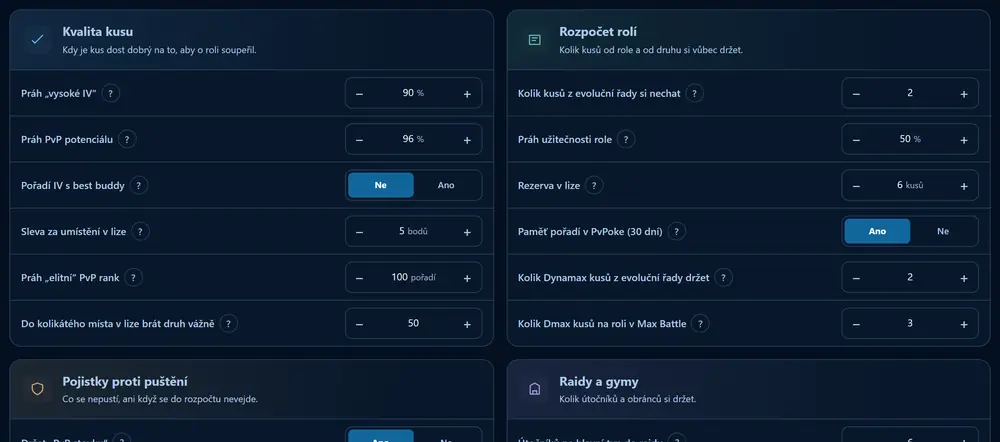 Kvalita kusu
Kdy je kus dost dobrý na to, aby o roli soupeřil.
Práh „vysoké IV“ ? − 90 % +
Práh PvP potenciálu ? − 96 % +
Pořadí IV s best buddy ? Ne Ano
Sleva za umístění v lize ? − 5 bodů +
Práh „elitní“ PvP rank ? − 100 pořadí +
Do kolikátého místa v lize brát druh vážně ? − 50 +
Rozpočet rolí
Kolik kusů od role a od druhu si vůbec držet.
Kolik kusů z evoluční řady si nechat ? − 2 +
Práh užitečnosti role ? − 50 % +
Rezerva v lize ? − 6 kusů +
Paměť pořadí v PvPoke (30 dní) ? Ano Ne
Kolik Dynamax kusů z evoluční řady držet ? − 2 +
Kolik Dmax kusů na roli v Max Battle ? − 3 +
Pojistky proti puštění
Co se nepustí, ani když se do rozpočtu nevejde.
Raidy a gymy
Kolik útočníků a obránců si držet.